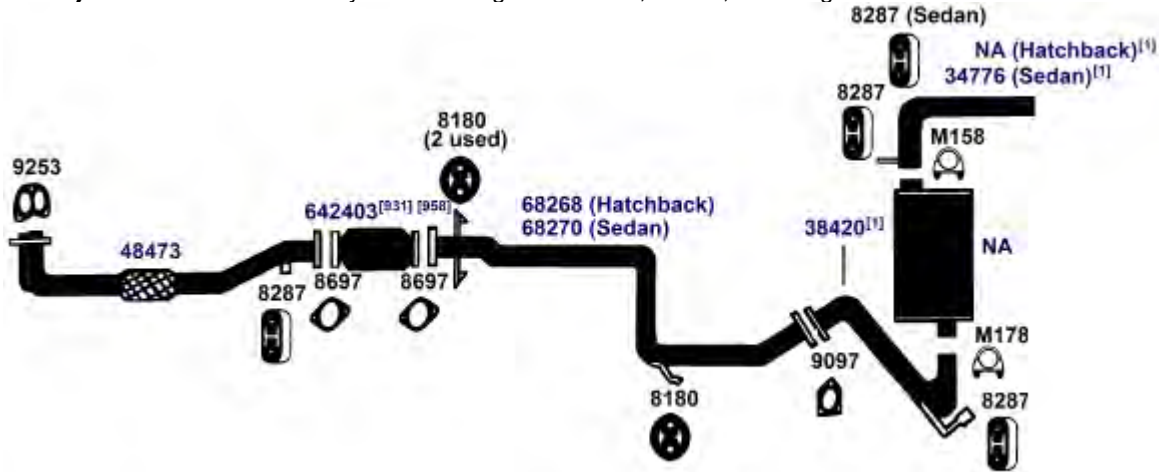 8287 (Sedan)
NA (Hatchback)[1]
34776 (Sedan)[1]
8287
M158
8180
(2 used)
9253
642403[931] [958]
68268 (Hatchback)
68270 (Sedan)
38420[1]
48473
NA
8287
8697
8697
M178
9097
8180
8287